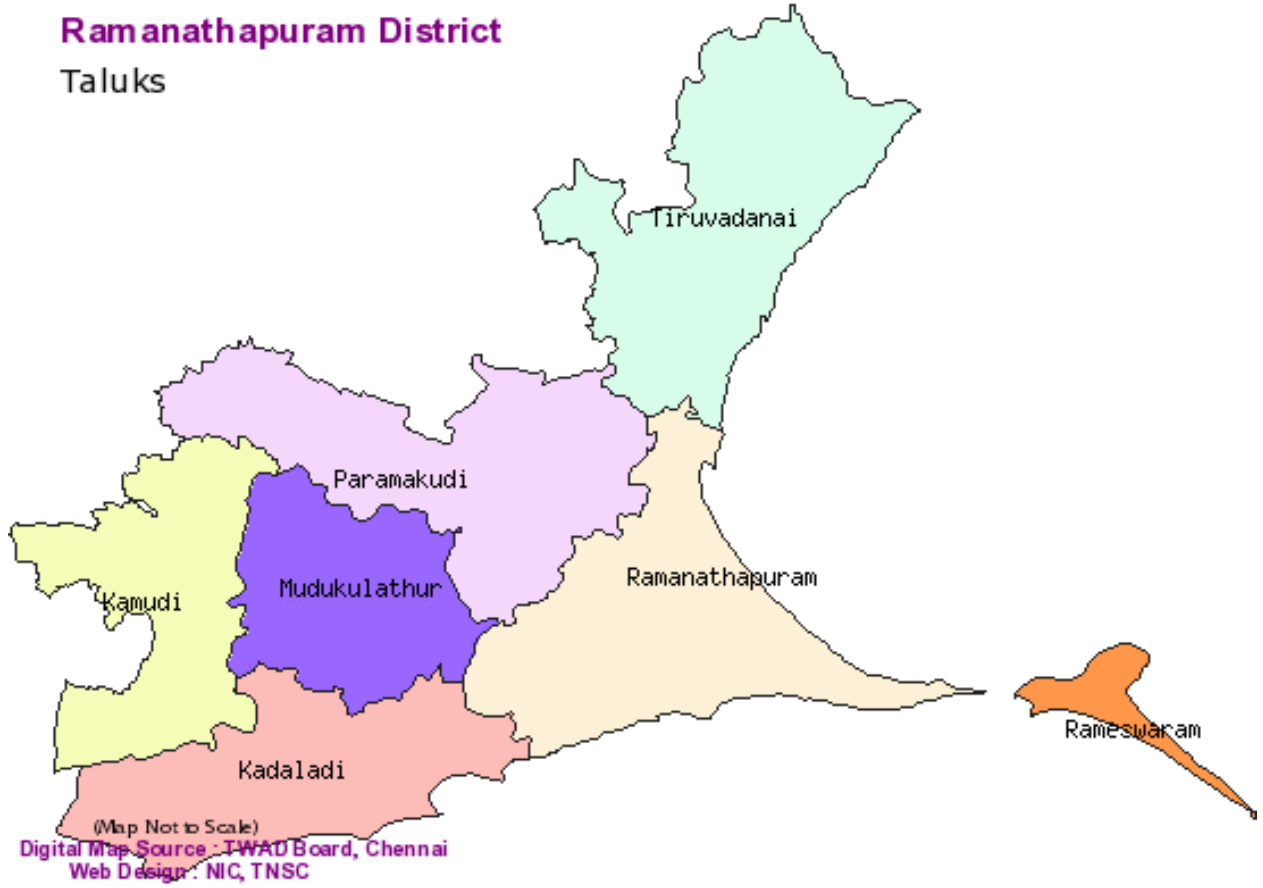 Ramanathapuram District
Taluks
Tiruvadanai
Paramakudi
Ramanathapuram
Mudukulathur
Kamudi
Rameswaram
Kadaladi
(Map Not to Scale)
Digital Map Source : TWAD Board, Chennai
Web Design : NIC, TNSC